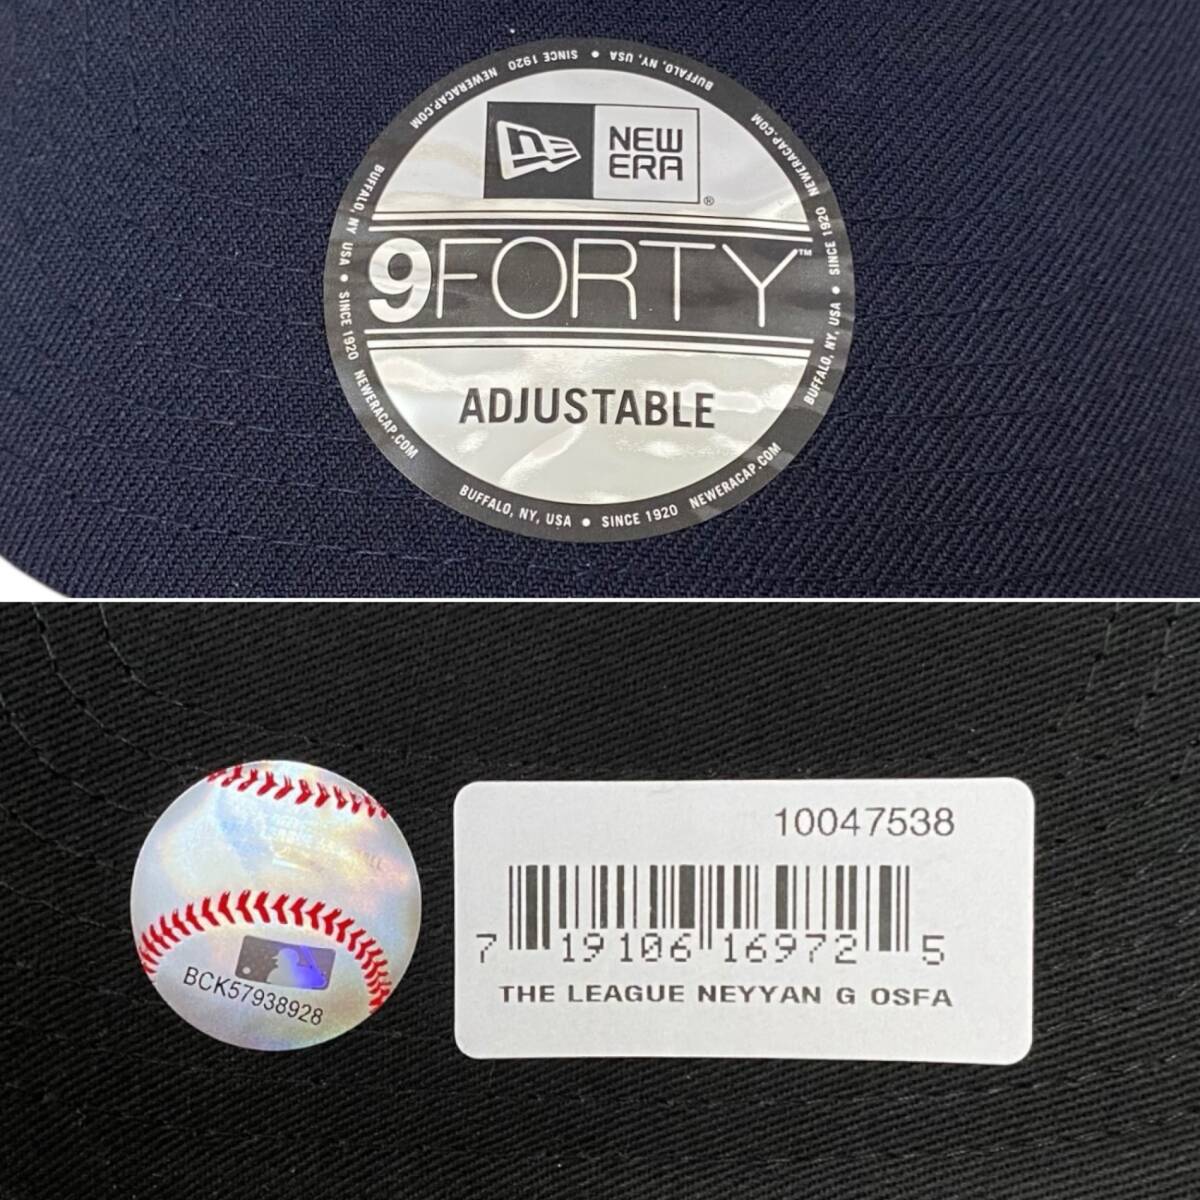 SINCE 1920 • BUFFALO, NY, USA
NEWERACAP.COM
BUFFALO, NY, USA • SINCE 1920
NEWERACAP.COM
BUFFALO, NY, USA • SINCE 1920
NEWERACAP.COM
BUFFALO, NY, USA • SINCE 1920
NEWERACAP.COM
NE
NEW
ERA
®
9FORTY™
ADJUSTABLE
BCK57938928
10047538
7 19106 16972 5
THE LEAGUE NEYYAN G OSFA